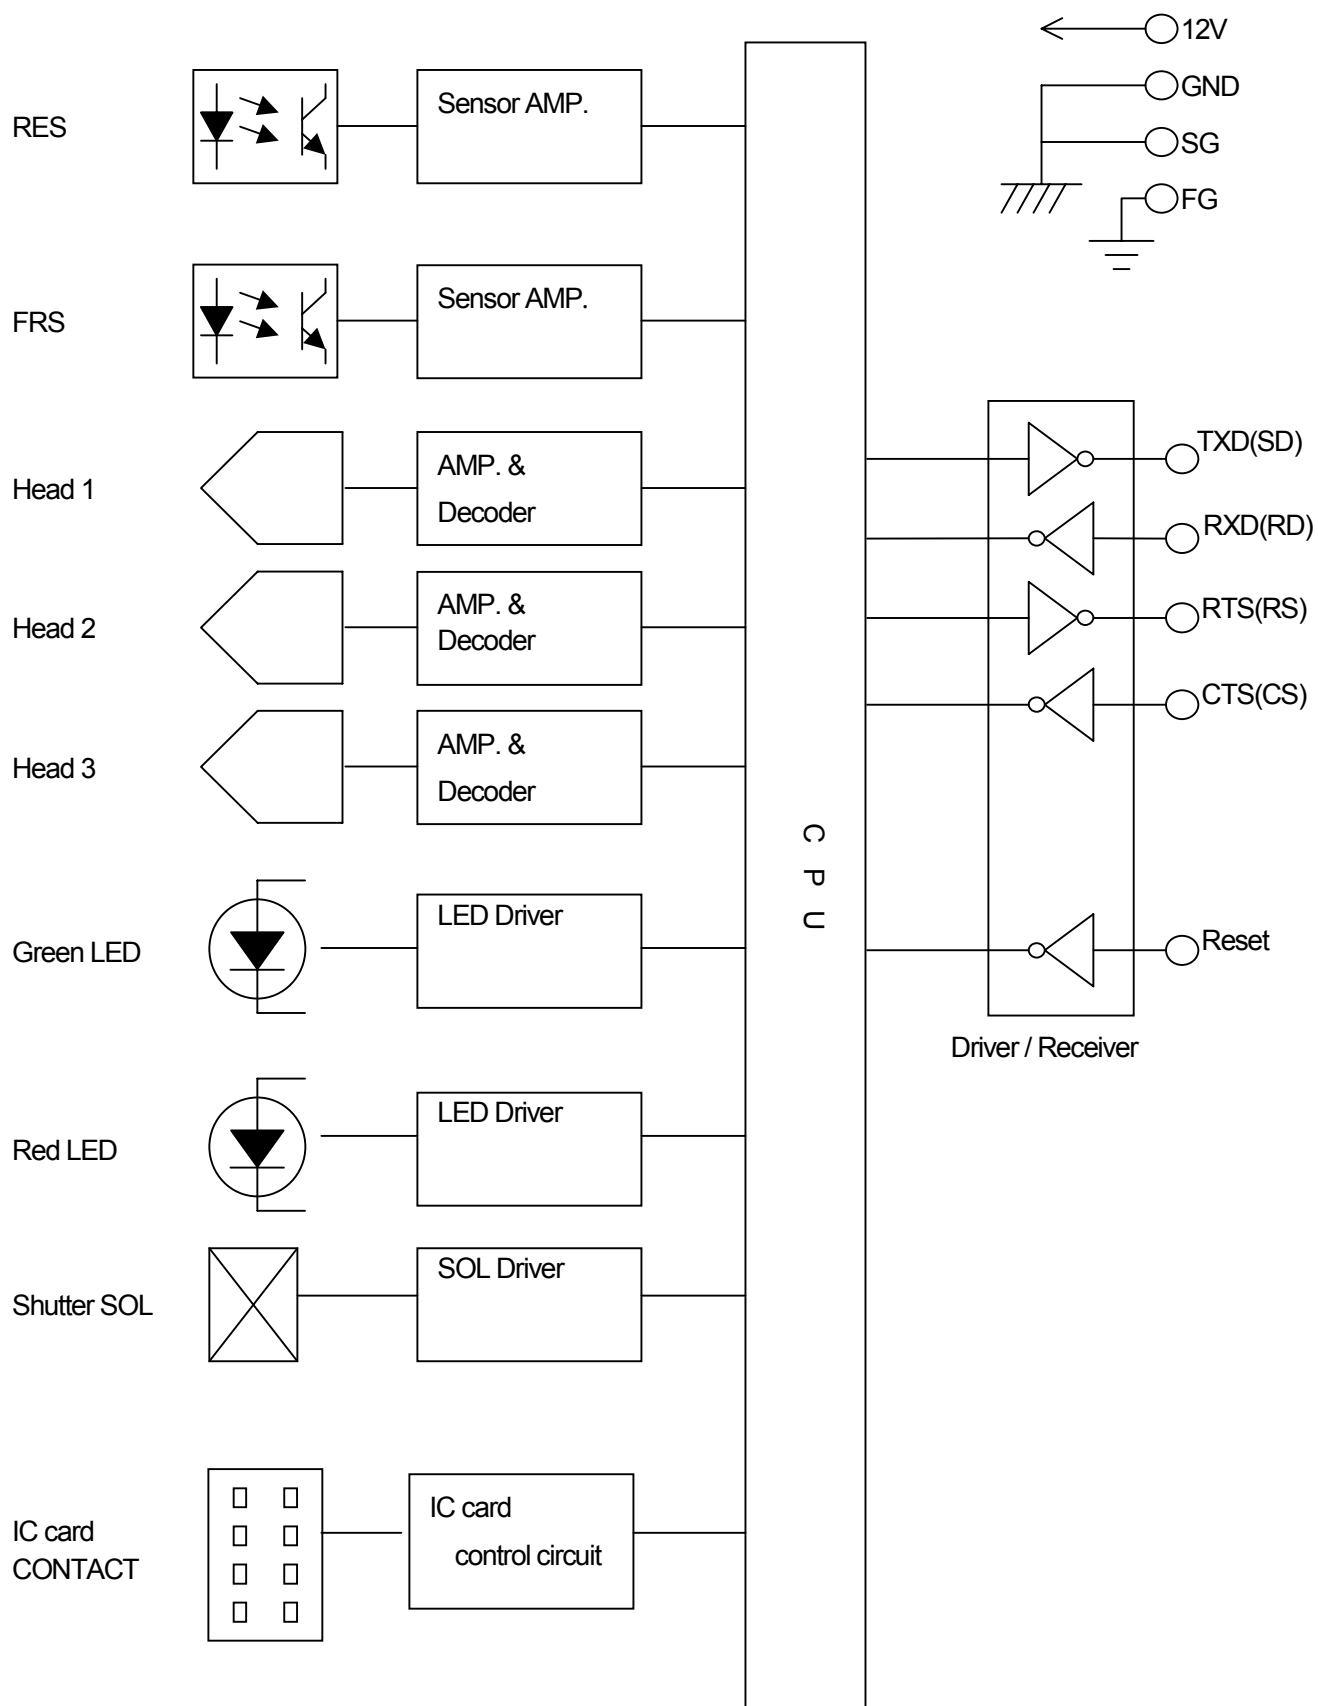 12V
GND
SG
FG
RES
Sensor AMP.
FRS
Sensor AMP.
Head 1
AMP. &
Decoder
Head 2
AMP. &
Decoder
Head 3
AMP. &
Decoder
Green LED
LED Driver
Red LED
LED Driver
Shutter SOL
SOL Driver
IC card
CONTACT
IC card
control circuit
CPU
TXD(SD)
RXD(RD)
RTS(RS)
CTS(CS)
Reset
Driver / Receiver